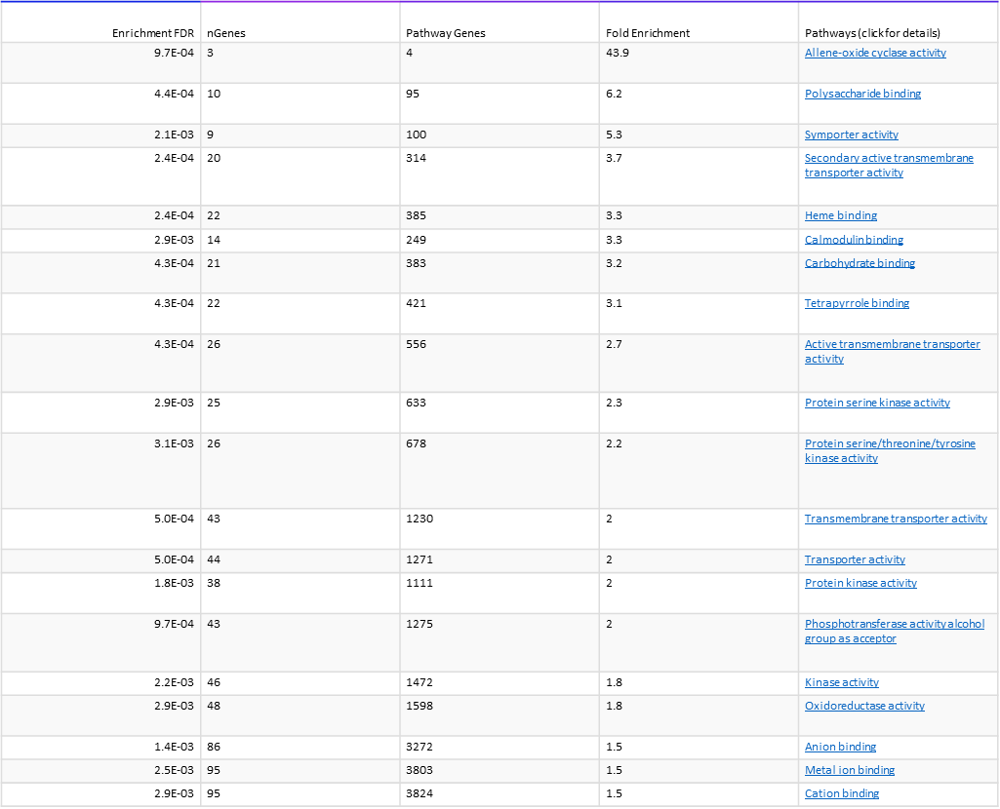 Enrichment FDR nGenes Pathway Genes Fold Enrichment Pathways (click for details)
9.7E-04 3 4 43.9 Allene-oxide cyclase activity
4.4E-04 10 95 6.2 Polysaccharide binding
2.1E-03 9 100 5.3 Symporter activity
2.4E-04 20 314 3.7 Secondary active transmembrane
transporter activity
2.4E-04 22 385 3.3 Heme binding
2.9E-03 14 249 3.3 Calmodulin binding
4.3E-04 21 383 3.2 Carbohydrate binding
4.3E-04 22 421 3.1 Tetrapyrrole binding
4.3E-04 26 556 2.7 Active transmembrane transporter
activity
2.9E-03 25 633 2.3 Protein serine kinase activity
3.1E-03 26 678 2.2 Protein serine/threonine/tyrosine
kinase activity
5.0E-04 43 1230 2 Transmembrane transporter activity
5.0E-04 44 1271 2 Transporter activity
1.8E-03 38 1111 2 Protein kinase activity
9.7E-04 43 1275 2 Phosphotransferase activity alcohol
group as acceptor
2.2E-03 46 1472 1.8 Kinase activity
2.9E-03 48 1598 1.8 Oxidoreductase activity
1.4E-03 86 3272 1.5 Anion binding
2.5E-03 95 3803 1.5 Metal ion binding
2.9E-03 95 3824 1.5 Cation binding